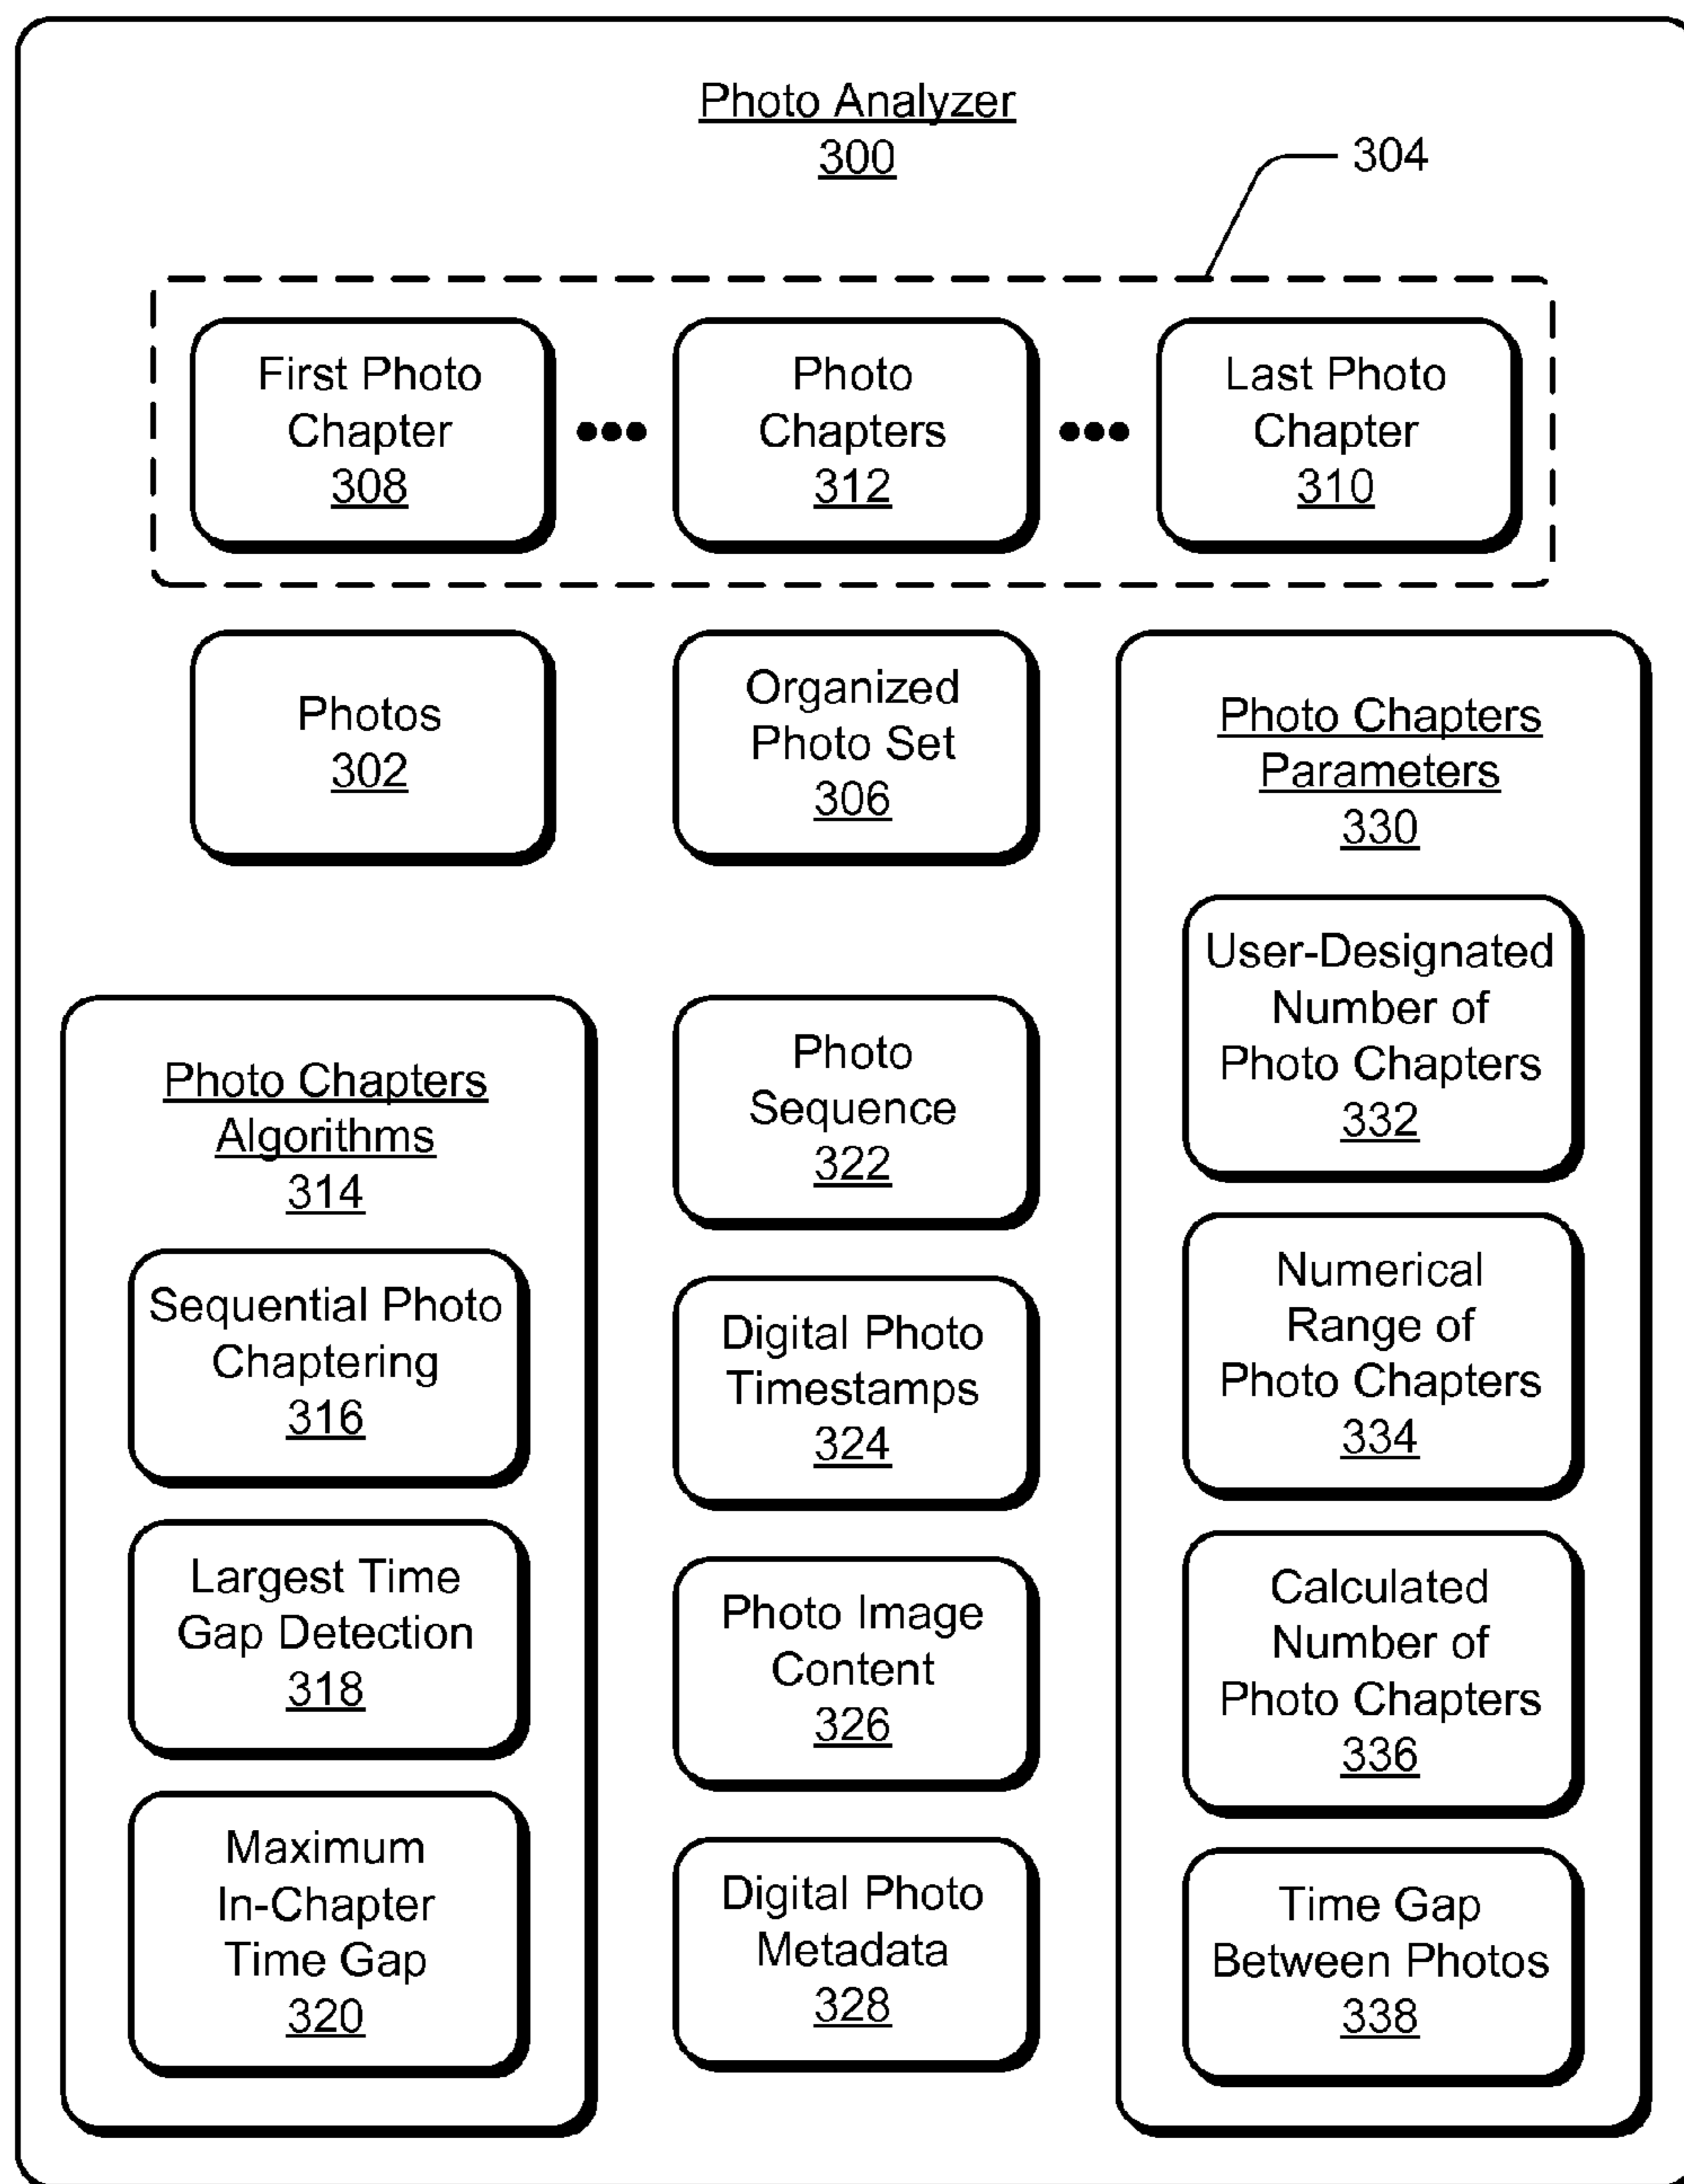 Photo Analyzer
300
304
First Photo
Chapter
308
Photo
Chapters
312
Last Photo
Chapter
310
Photos
302
Organized
Photo Set
306
Photo Chapters
Parameters
330
User-Designated
Number of
Photo Chapters
332
Numerical
Range of
Photo Chapters
334
Calculated
Number of
Photo Chapters
336
Time Gap
Between Photos
338
Photo Chapters
Algorithms
314
Sequential Photo
Chaptering
316
Largest Time
Gap Detection
318
Maximum
In-Chapter
Time Gap
320
Photo
Sequence
322
Digital Photo
Timestamps
324
Photo Image
Content
326
Digital Photo
Metadata
328